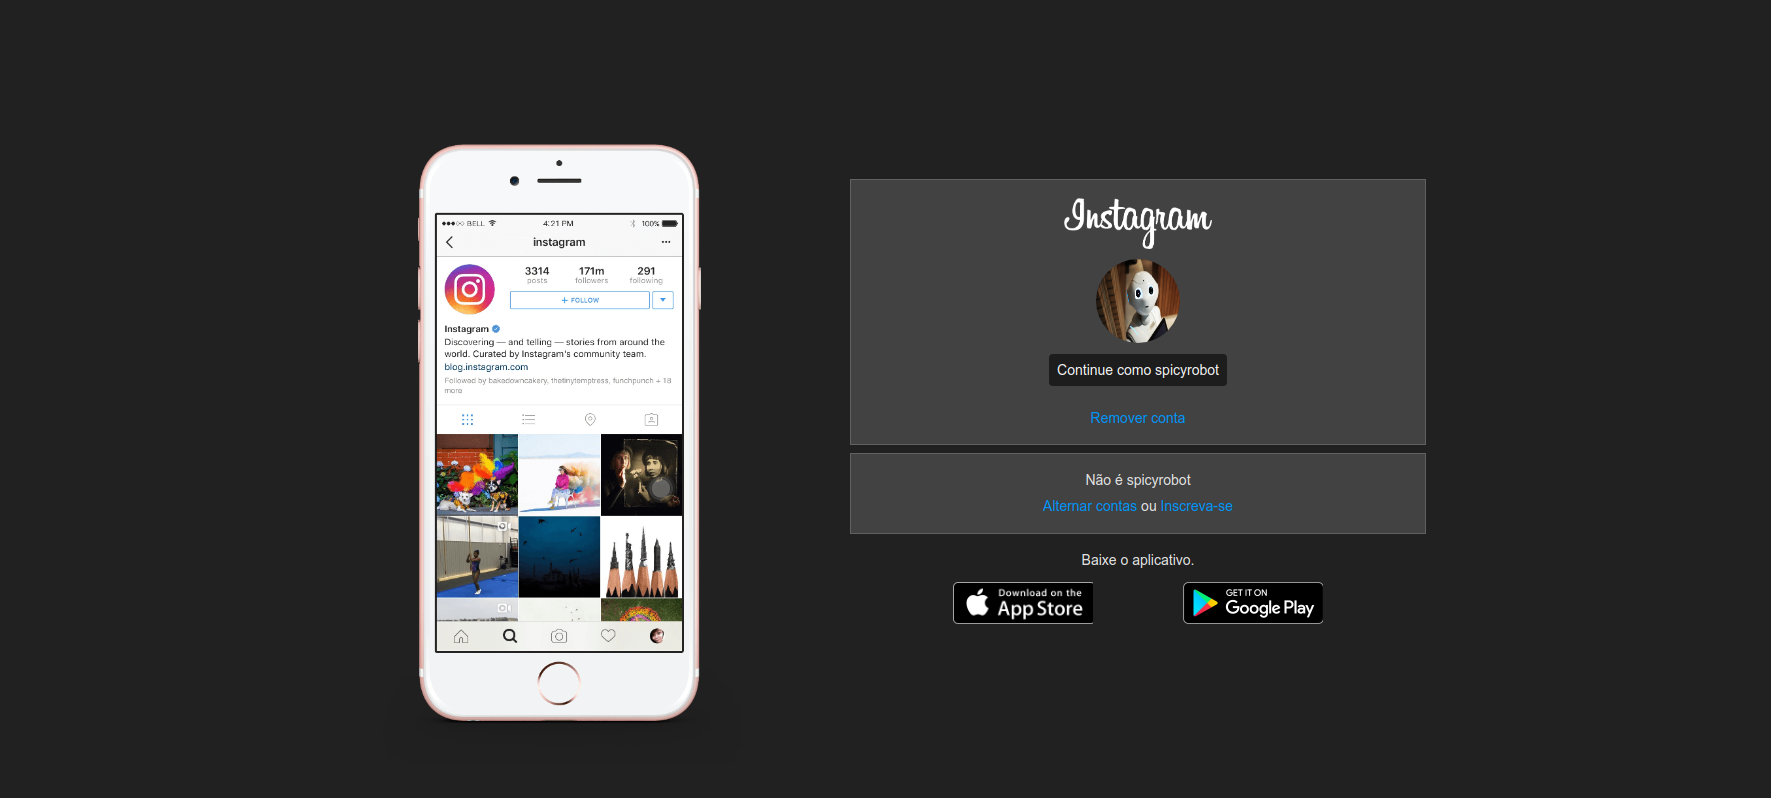 BELL 4:21 PM 100%
instagram
3314 171m 291
posts followers following
+ FOLLOW
Instagram
Discovering — and telling — stories from around the
world. Curated by Instagram's community team.
blog.instagram.com
Followed by bakedowncakery, thetinytemptress, funchpunch + 18
more
Instagram
Continue como spicyrobot
Remover conta
Não é spicyrobot
Alternar contas ou Inscreva-se
Baixe o aplicativo.
Download on the
App Store
GET IT ON
Google Play